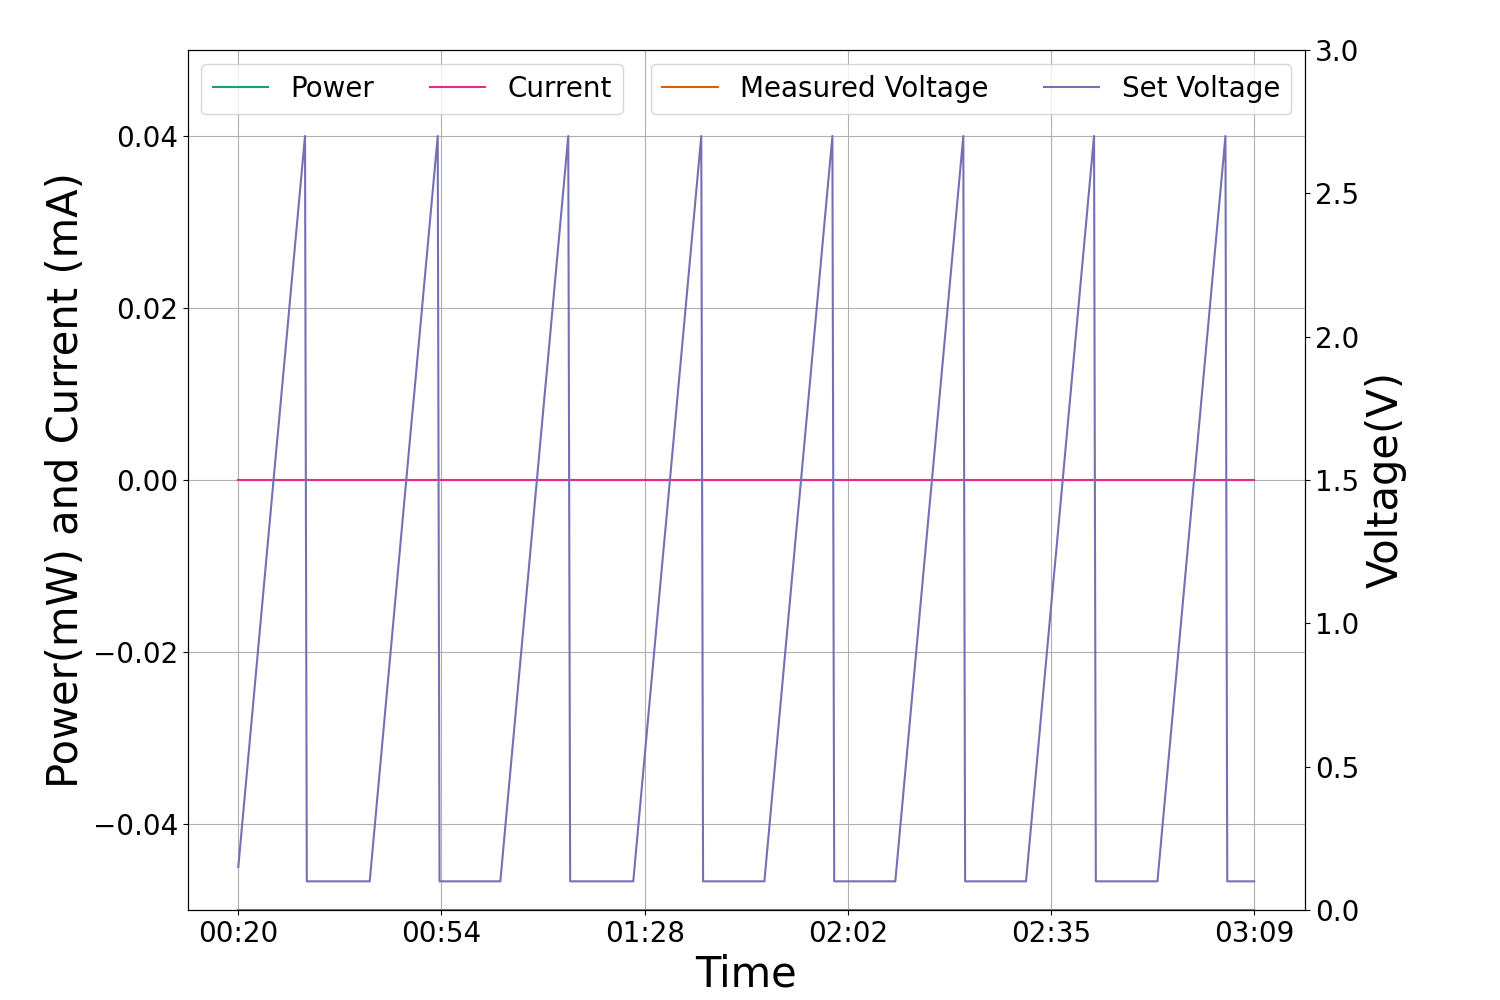 Power Current Measured Voltage Set Voltage
Power(mW) and Current (mA)
0.04
0.02
0.00
−0.02
−0.04
3.0
2.5
2.0
1.5
1.0
0.5
0.0
Voltage(V)
00:20 00:54 01:28 02:02 02:35 03:09
Time